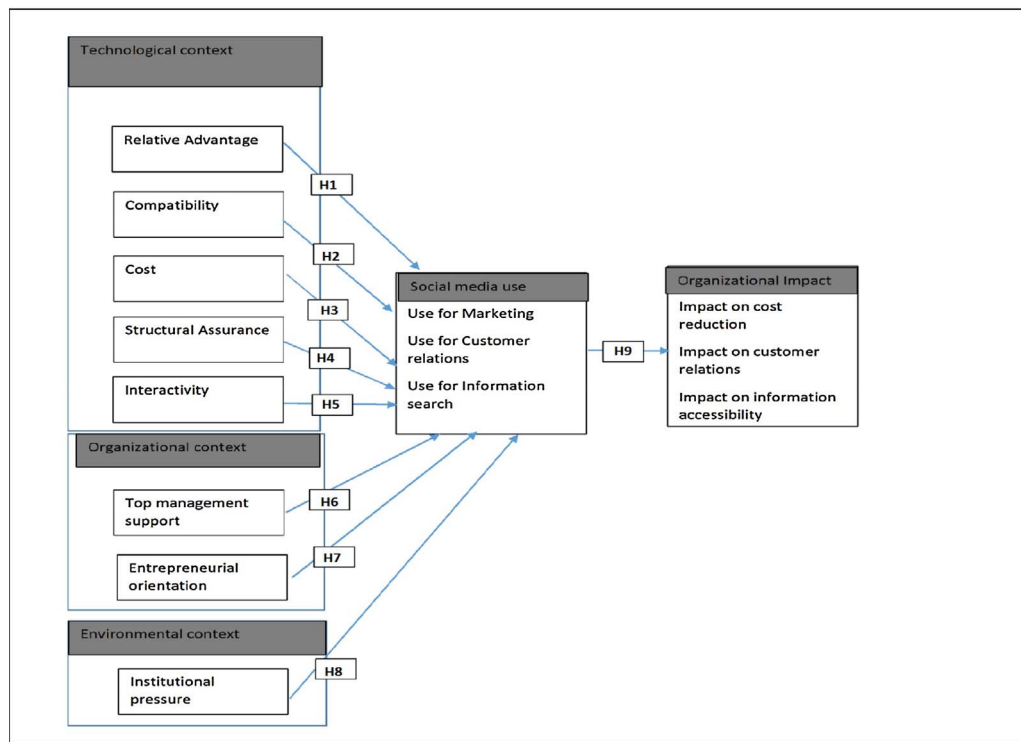 Technological context
Relative Advantage
H1
Compatibility
H2
Cost
H3
Structural Assurance
H4
Interactivity
H5
Social media use
Use for Marketing
Use for Customer
relations
Use for Information
search
H9
Organizational Impact
Impact on cost
reduction
Impact on customer
relations
Impact on information
accessibility
Organizational context
Top management
support
H6
Entrepreneurial
orientation
H7
Environmental context
Institutional
pressure
H8